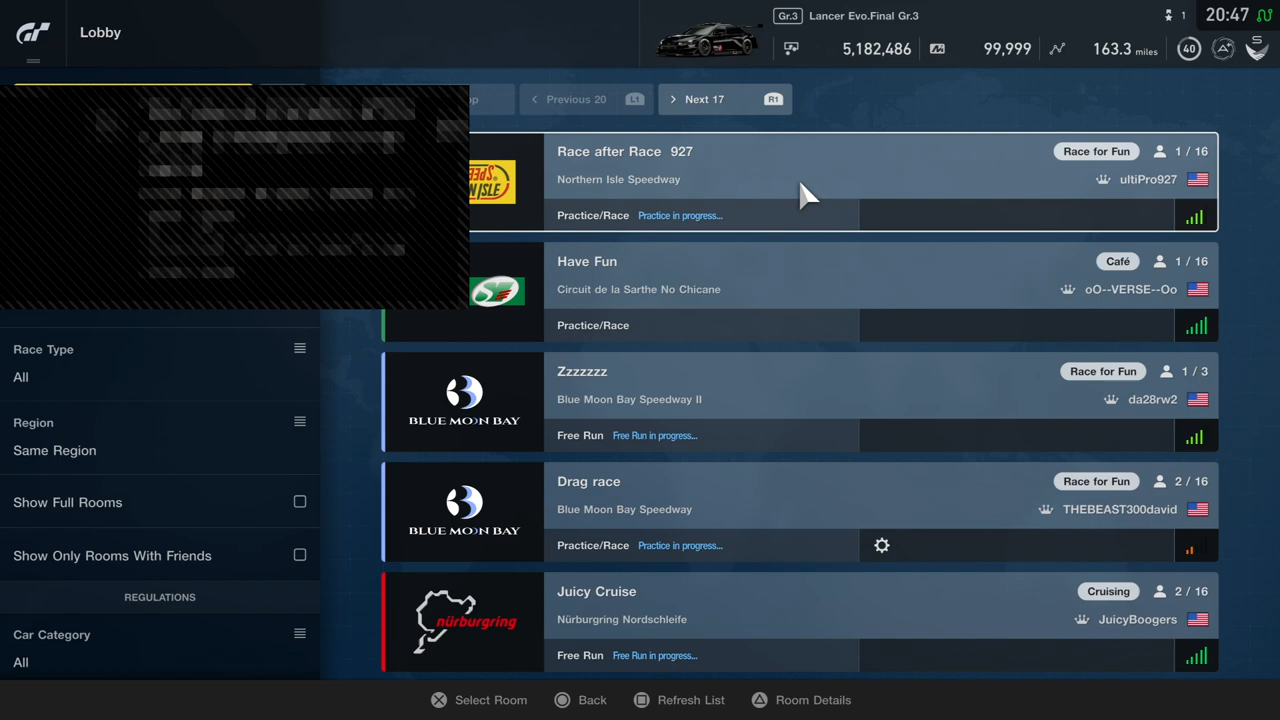 Lobby
Gr.3 Lancer Evo.Final Gr.3
1 20:47
5,182,486 99,999 163.3 miles 40 A+ S
Previous 20 L1 Next 17 R1
Race after Race 927 Race for Fun 1 / 16
Northern Isle Speedway ultiPro927
Practice/Race Practice in progress...
Have Fun Café 1 / 16
Circuit de la Sarthe No Chicane oO--VERSE--Oo
Practice/Race
Race Type
All
Region
Same Region
Show Full Rooms
Show Only Rooms With Friends
REGULATIONS
Car Category
All
BLUE MOON BAY
Zzzzzzz Race for Fun 1 / 3
Blue Moon Bay Speedway II da28rw2
Free Run Free Run in progress...
BLUE MOON BAY
Drag race Race for Fun 2 / 16
Blue Moon Bay Speedway THEBEAST300david
Practice/Race Practice in progress...
nürburgring
Juicy Cruise Cruising 2 / 16
Nürburgring Nordschleife JuicyBoogers
Free Run Free Run in progress...
Select Room Back Refresh List Room Details